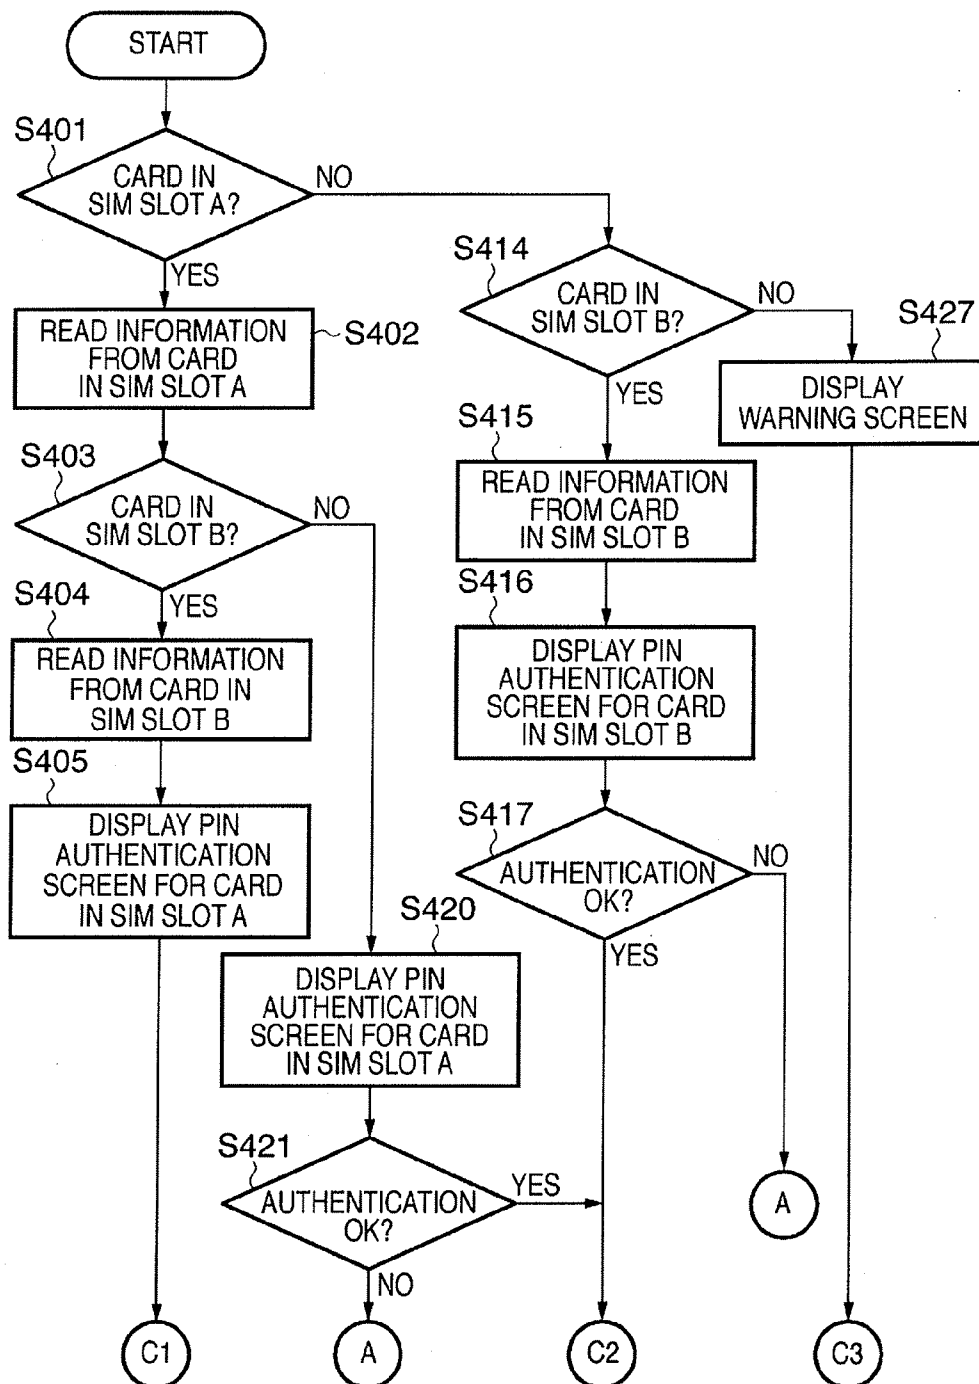 START
S401
CARD IN
SIM SLOT A?
NO
YES
READ INFORMATION
FROM CARD
IN SIM SLOT A
S402
S403
CARD IN
SIM SLOT B?
NO
YES
S404
READ INFORMATION
FROM CARD IN
SIM SLOT B
S405
DISPLAY PIN
AUTHENTICATION
SCREEN FOR CARD
IN SIM SLOT A
C1
S420
DISPLAY PIN
AUTHENTICATION
SCREEN FOR CARD
IN SIM SLOT A
S421
AUTHENTICATION
OK?
YES
NO
A
S414
CARD IN
SIM SLOT B?
NO
YES
S415
READ INFORMATION
FROM CARD
IN SIM SLOT B
S416
DISPLAY PIN
AUTHENTICATION
SCREEN FOR CARD
IN SIM SLOT B
S417
AUTHENTICATION
OK?
NO
YES
C2
A
S427
DISPLAY
WARNING SCREEN
C3